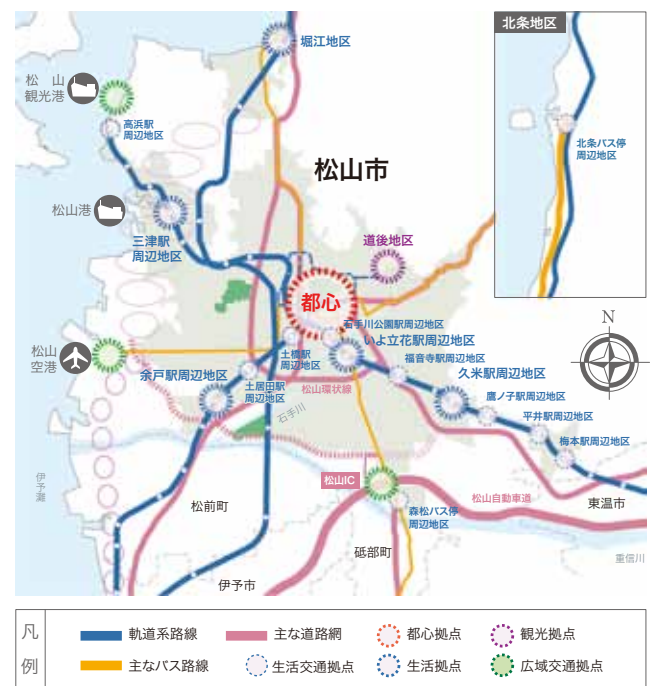 北条地区
堀江地区
松　山
観光港
高浜駅
周辺地区
北条バス停
周辺地区
松山市
松山港
三津駅
周辺地区
道後地区
都心
N
石手川公園駅周辺地区
いよ立花駅周辺地区
松山
空港
土橋駅
周辺地区
福音寺駅周辺地区
余戸駅周辺地区
久米駅周辺地区
土居田駅
周辺地区
松山環状線
鷹ノ子駅周辺地区
石手川
平井駅周辺地区
梅本駅周辺地区
伊予灘
松山IC
松山自動車道
松前町
東温市
森松バス停
周辺地区
砥部町
重信川
伊予市
凡例
軌道系路線
主な道路網
都心拠点
観光拠点
主なバス路線
生活交通拠点
生活拠点
広域交通拠点